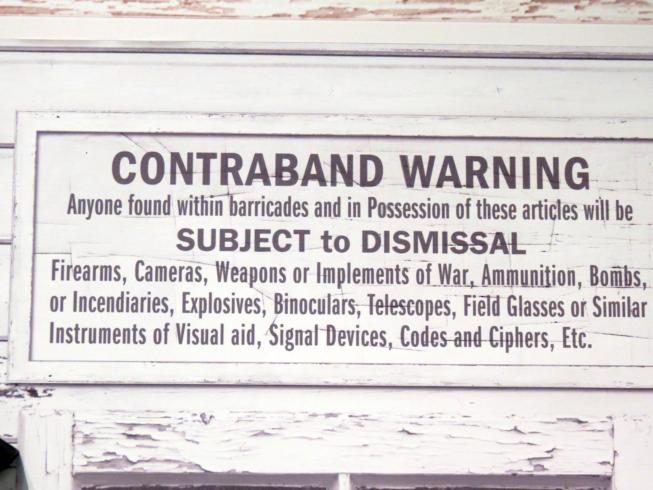 CONTRABAND WARNING
Anyone found within barricades and in Possession of these articles will be
SUBJECT to DISMISSAL
Firearms, Cameras, Weapons or Implements of War, Ammunition, Bombs,
or Incendiaries, Explosives, Binoculars, Telescopes, Field Glasses or Similar
Instruments of Visual aid, Signal Devices, Codes and Ciphers, Etc.